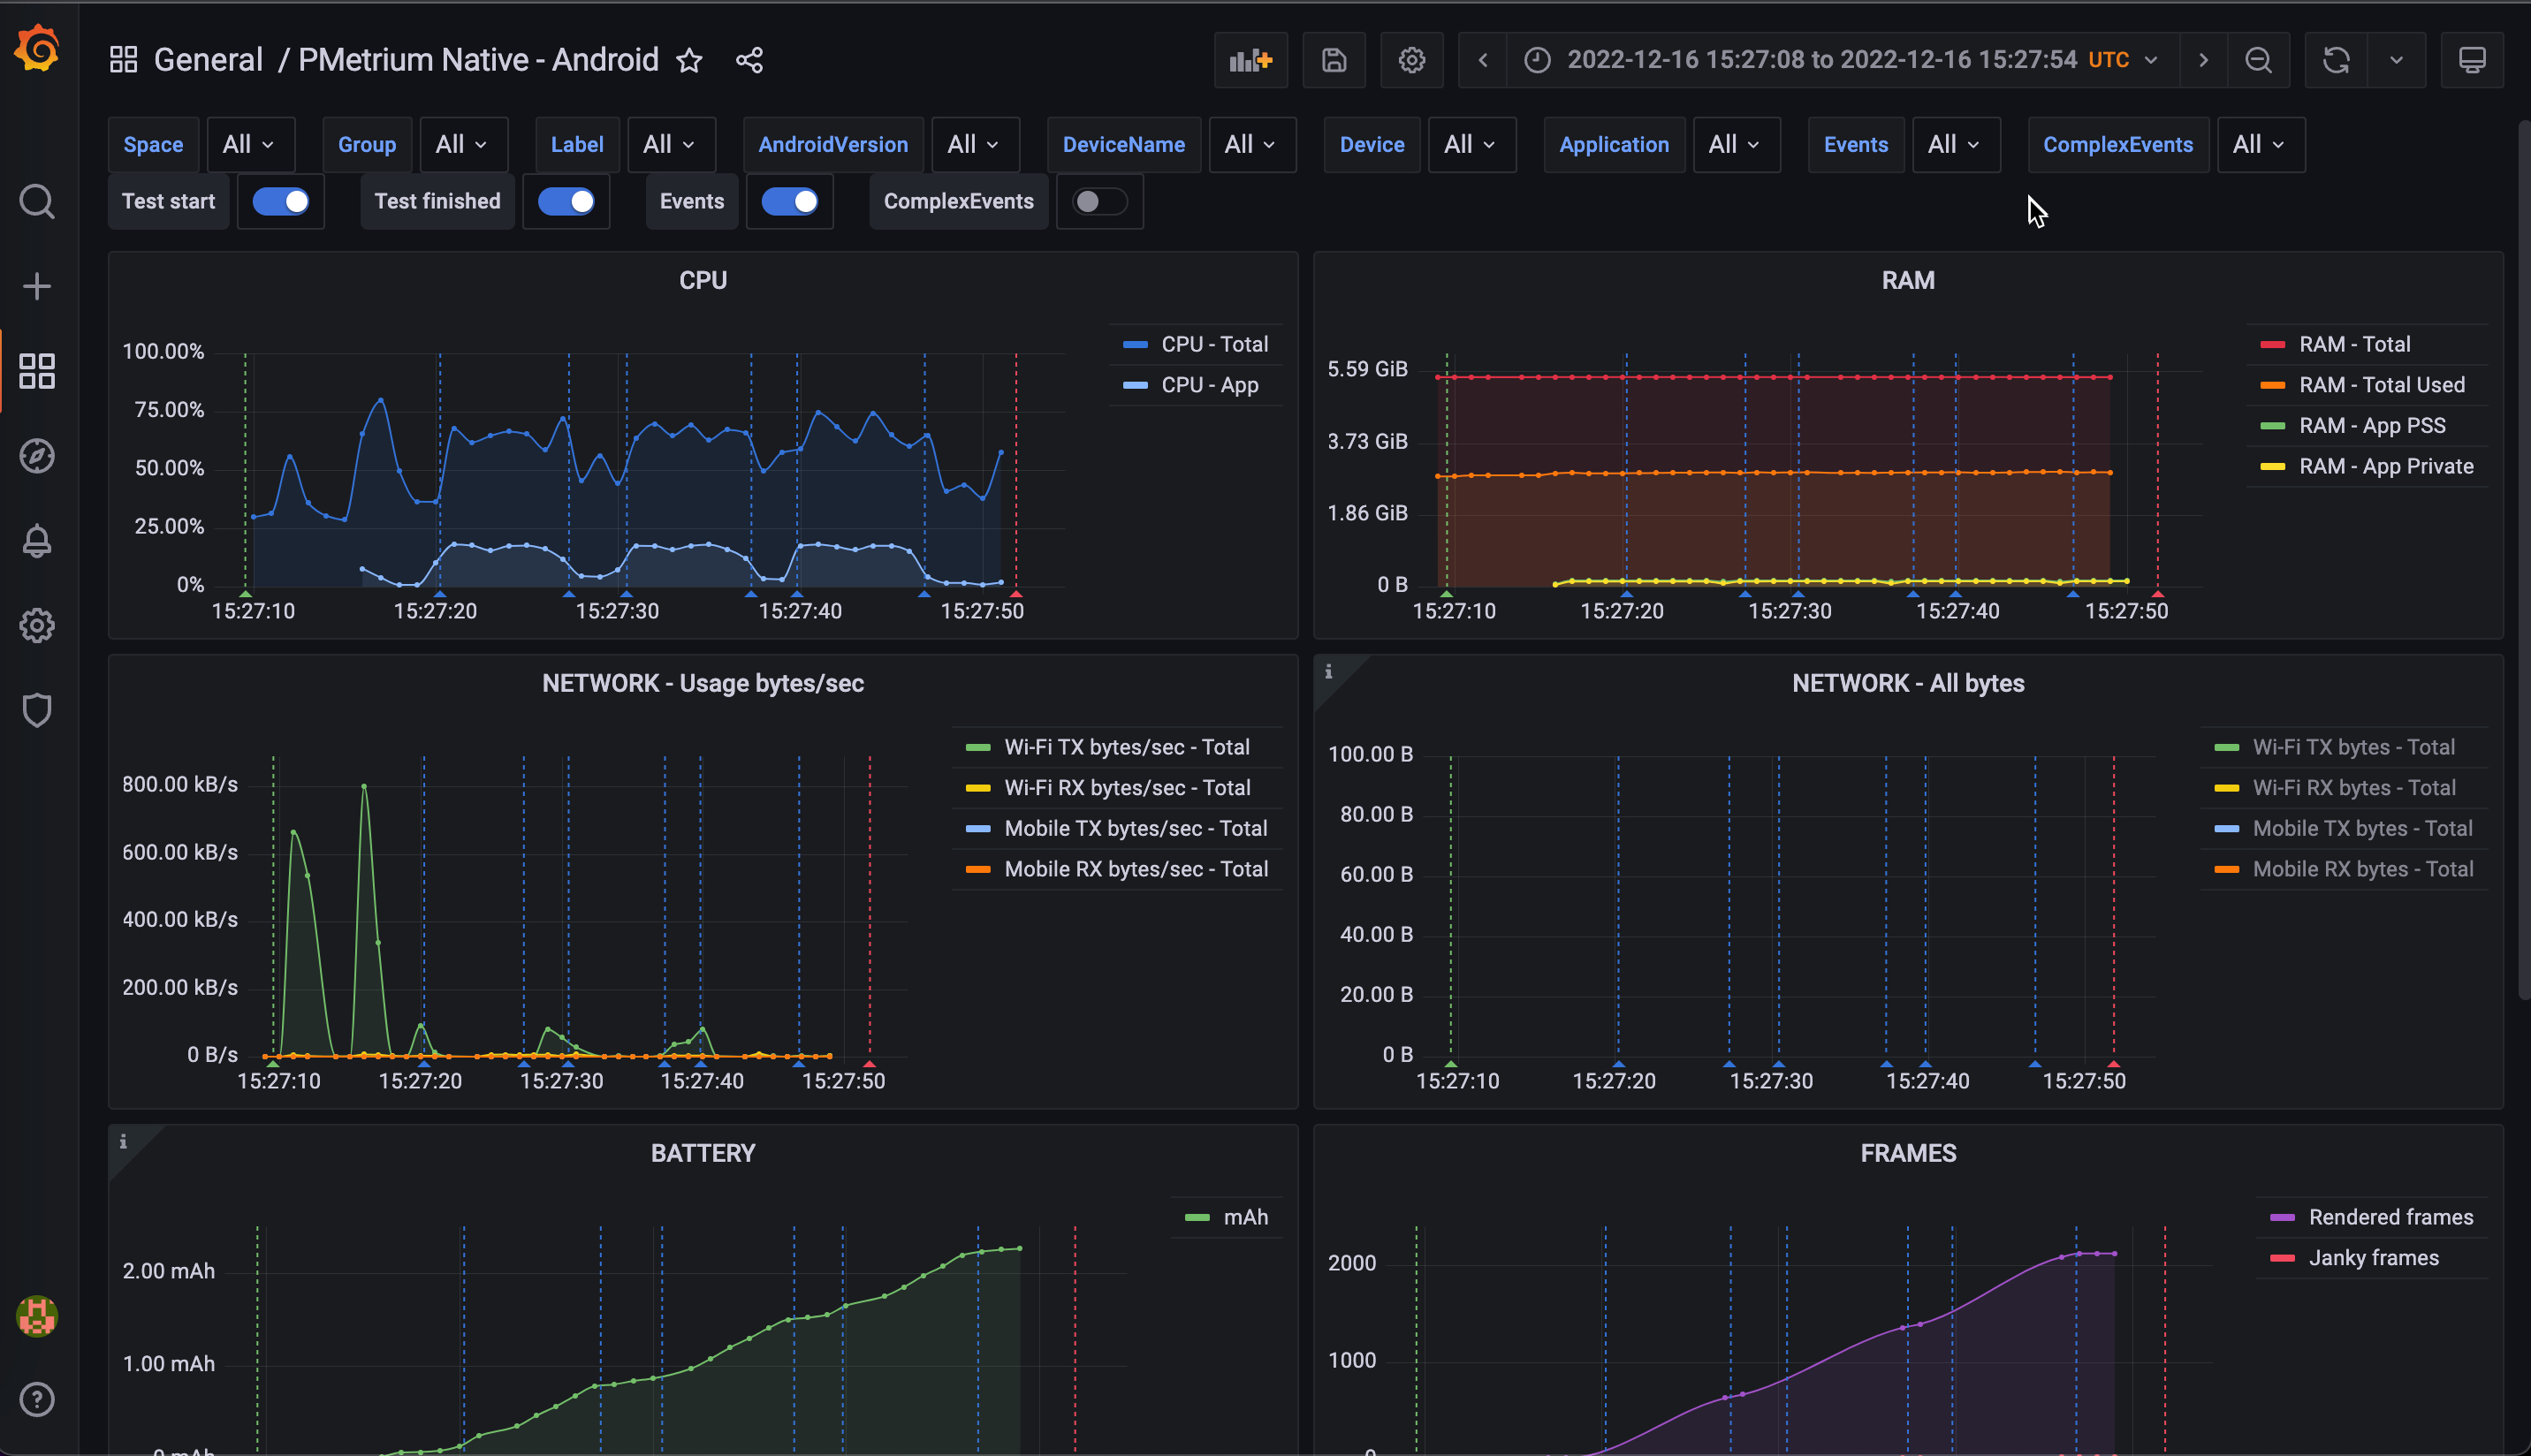 General / PMetrium Native - Android
2022-12-16 15:27:08 to 2022-12-16 15:27:54 UTC
Space All Group All Label All AndroidVersion All DeviceName All Device All Application All Events All ComplexEvents All
Test start Test finished Events ComplexEvents
CPU
100.00%
75.00%
50.00%
25.00%
0%
15:27:10 15:27:20 15:27:30 15:27:40 15:27:50
CPU - Total
CPU - App
RAM
5.59 GiB
3.73 GiB
1.86 GiB
0 B
15:27:10 15:27:20 15:27:30 15:27:40 15:27:50
RAM - Total
RAM - Total Used
RAM - App PSS
RAM - App Private
NETWORK - Usage bytes/sec
800.00 kB/s
600.00 kB/s
400.00 kB/s
200.00 kB/s
0 B/s
15:27:10 15:27:20 15:27:30 15:27:40 15:27:50
Wi-Fi TX bytes/sec - Total
Wi-Fi RX bytes/sec - Total
Mobile TX bytes/sec - Total
Mobile RX bytes/sec - Total
i
NETWORK - All bytes
100.00 B
80.00 B
60.00 B
40.00 B
20.00 B
0 B
15:27:10 15:27:20 15:27:30 15:27:40 15:27:50
Wi-Fi TX bytes - Total
Wi-Fi RX bytes - Total
Mobile TX bytes - Total
Mobile RX bytes - Total
i
BATTERY
2.00 mAh
1.00 mAh
0 mAh
mAh
FRAMES
2000
1000
0
Rendered frames
Janky frames